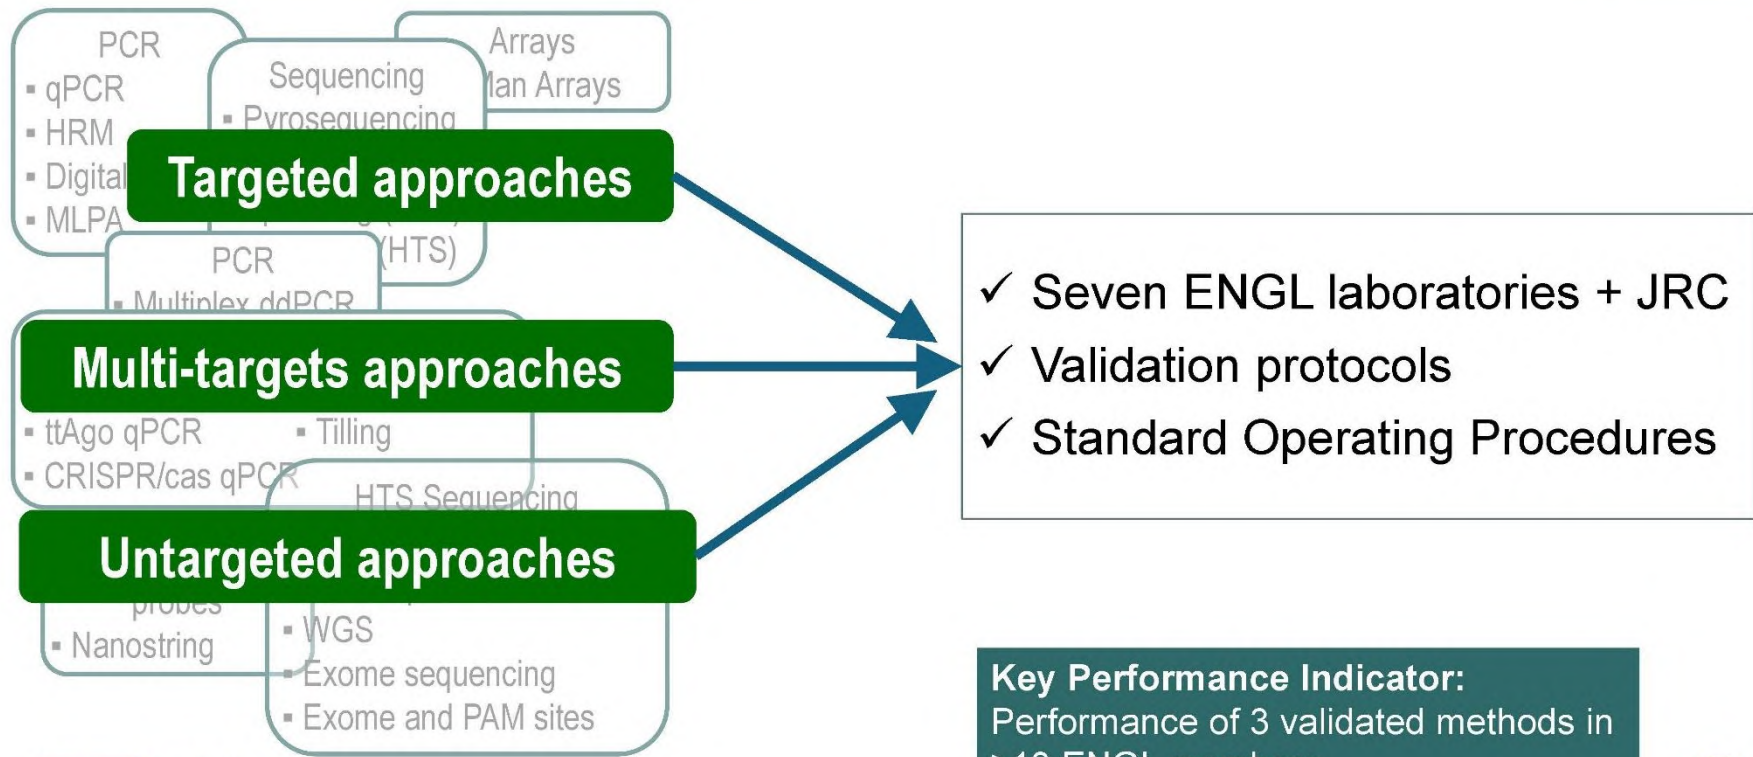 PCR
▪ qPCR
▪ HRM
▪ Digital
▪ MLPA
Sequencing
▪ Pyrosequencing
(HTS)
Arrays
Man Arrays
Targeted approaches
PCR
▪ Multiplex ddPCR
Multi-targets approaches
▪ ttAgo qPCR
▪ Tilling
▪ CRISPR/cas qPCR
HTS Sequencing
Untargeted approaches
probes
▪ Nanostring
▪ WGS
▪ Exome sequencing
▪ Exome and PAM sites
✓ Seven ENGL laboratories + JRC
✓ Validation protocols
✓ Standard Operating Procedures
Key Performance Indicator:
Performance of 3 validated methods in